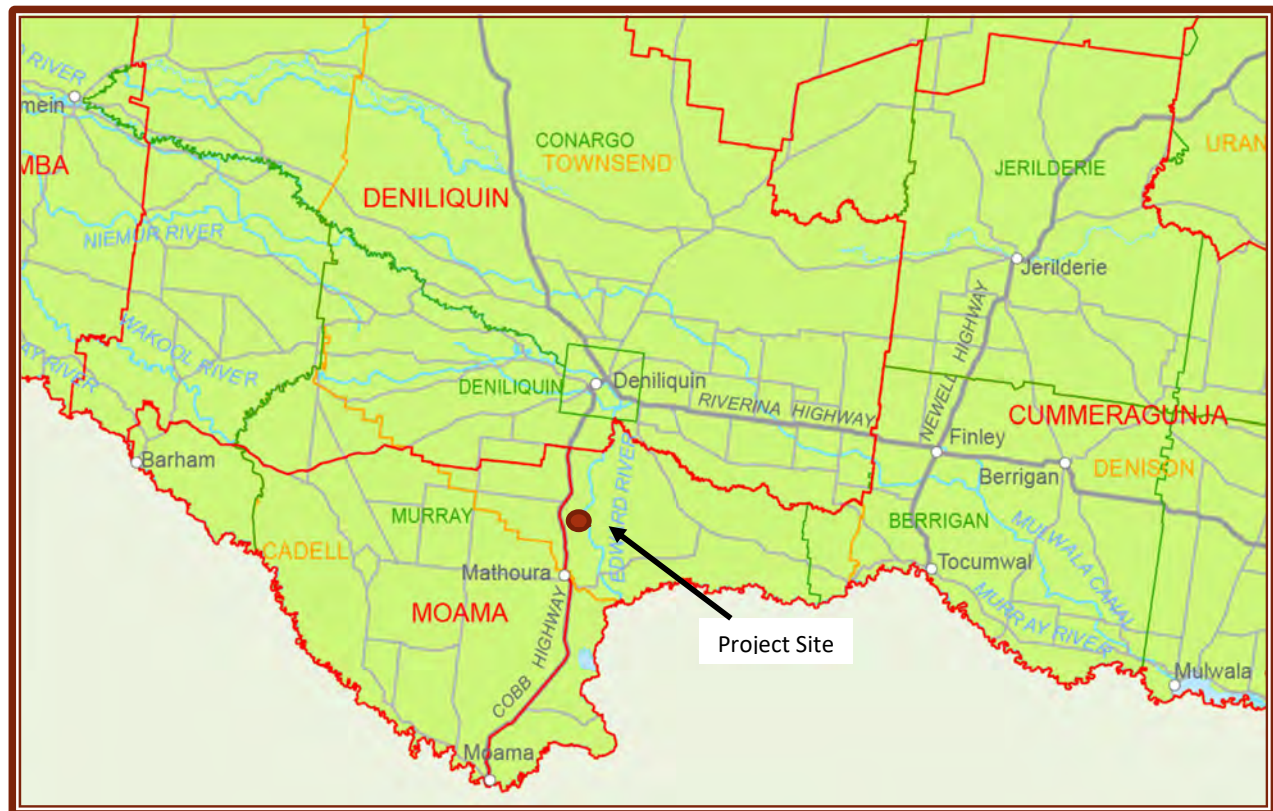 RIVER
mein
MBA
CONARGO
TOWNSEND
JERILDERIE
URAN
DENILIQUIN
NIEMUR RIVER
Jerilderie
WAKOOL RIVER
AY RIVER
NEWELL HIGHWAY
DENILIQUIN
Deniliquin
RIVERINA HIGHWAY
CUMMERAGUNJA
Finley
Barham
Berrigan
DENISON
EDWARD RIVER
MURRAY
BERRIGAN
CADELL
MULWALA CANAL
Mathoura
Tocumwal
MOAMA
COBB HIGHWAY
MURRAY RIVER
Project Site
Mulwala
Moama